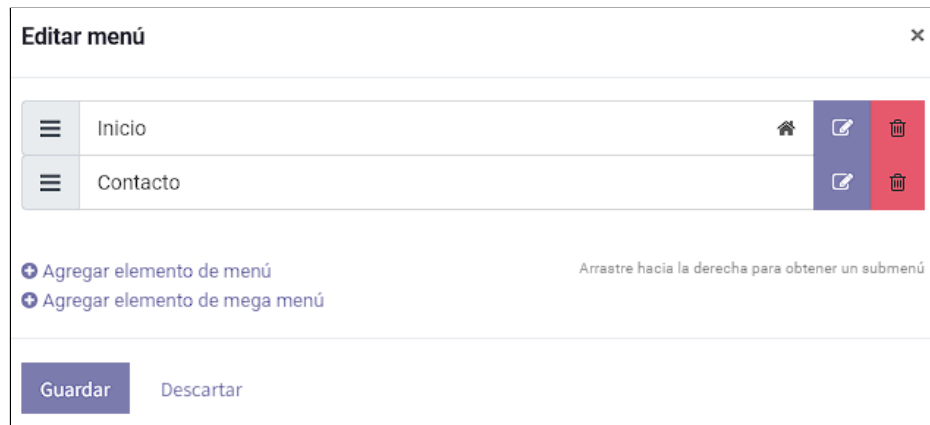 Editar menú
Inicio
Contacto
Agregar elemento de menú
Arrastre hacia la derecha para obtener un submenú
Agregar elemento de mega menú
Guardar
Descartar